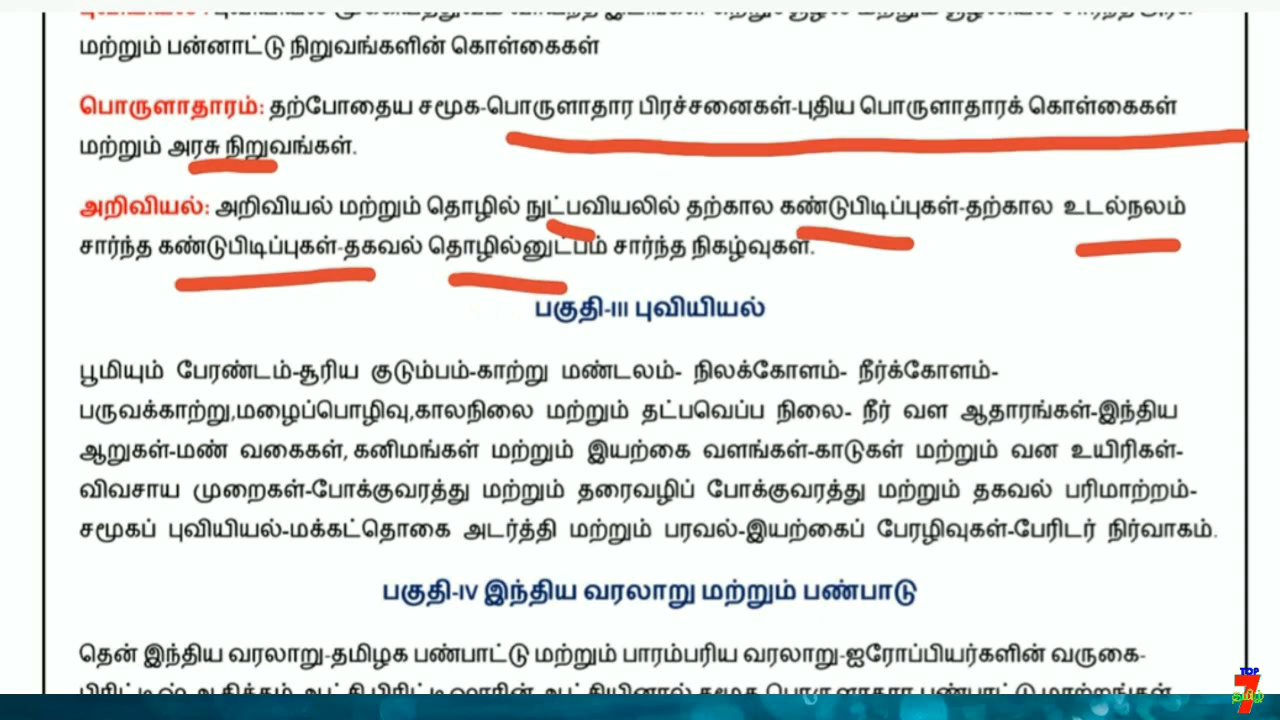 மற்றும் பன்னாட்டு நிறுவங்களின் கொள்கைகள்
பொருளாதாரம்: தற்போதைய சமூக-பொருளாதார பிரச்சனைகள்-புதிய பொருளாதாரக் கொள்கைகள்
மற்றும் அரசு நிறுவங்கள்.
அறிவியல்: அறிவியல் மற்றும் தொழில் நுட்பவியலில் தற்கால கண்டுபிடிப்புகள்-தற்கால உடல்நலம்
சார்ந்த கண்டுபிடிப்புகள்-தகவல் தொழில்னுட்பம் சார்ந்த நிகழ்வுகள்.
பகுதி-III புவியியல்
பூமியும் பேரண்டம்-சூரிய குடும்பம்-காற்று மண்டலம்- நிலக்கோளம்- நீர்க்கோளம்-
பருவக்காற்று,மழைப்பொழிவு,காலநிலை மற்றும் தட்பவெப்ப நிலை- நீர் வள ஆதாரங்கள்-இந்திய
ஆறுகள்-மண் வகைகள், கனிமங்கள் மற்றும் இயற்கை வளங்கள்-காடுகள் மற்றும் வன உயிரிகள்-
விவசாய முறைகள்-போக்குவரத்து மற்றும் தரைவழிப் போக்குவரத்து மற்றும் தகவல் பரிமாற்றம்-
சமூகப் புவியியல்-மக்கட்தொகை அடர்த்தி மற்றும் பரவல்-இயற்கைப் பேரழிவுகள்-பேரிடர் நிர்வாகம்.
பகுதி-IV இந்திய வரலாறு மற்றும் பண்பாடு
தென் இந்திய வரலாறு-தமிழக பண்பாட்டு மற்றும் பாரம்பரிய வரலாறு-ஐரோப்பியர்களின் வருகை-
TOP
7
தமிழ்